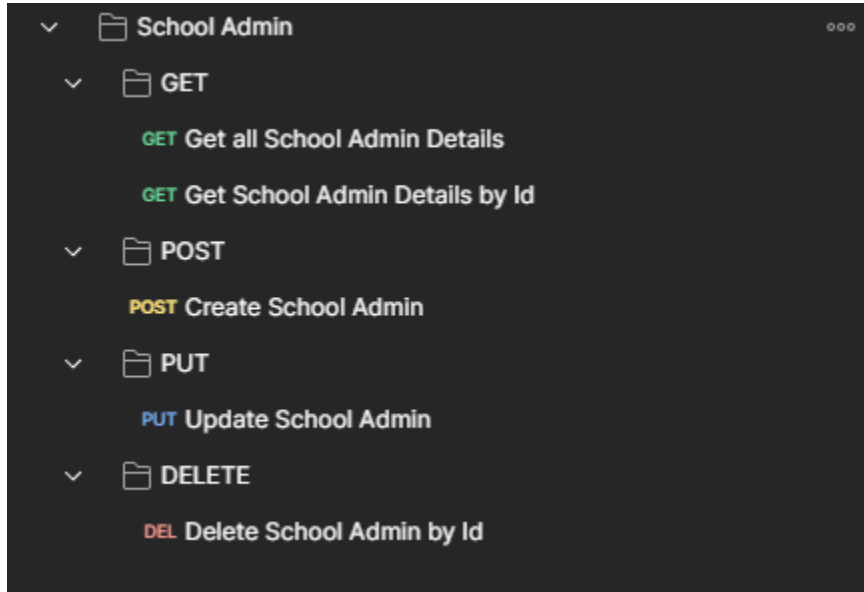 School Admin
GET
GET Get all School Admin Details
GET Get School Admin Details by Id
POST
POST Create School Admin
PUT
PUT Update School Admin
DELETE
DEL Delete School Admin by Id